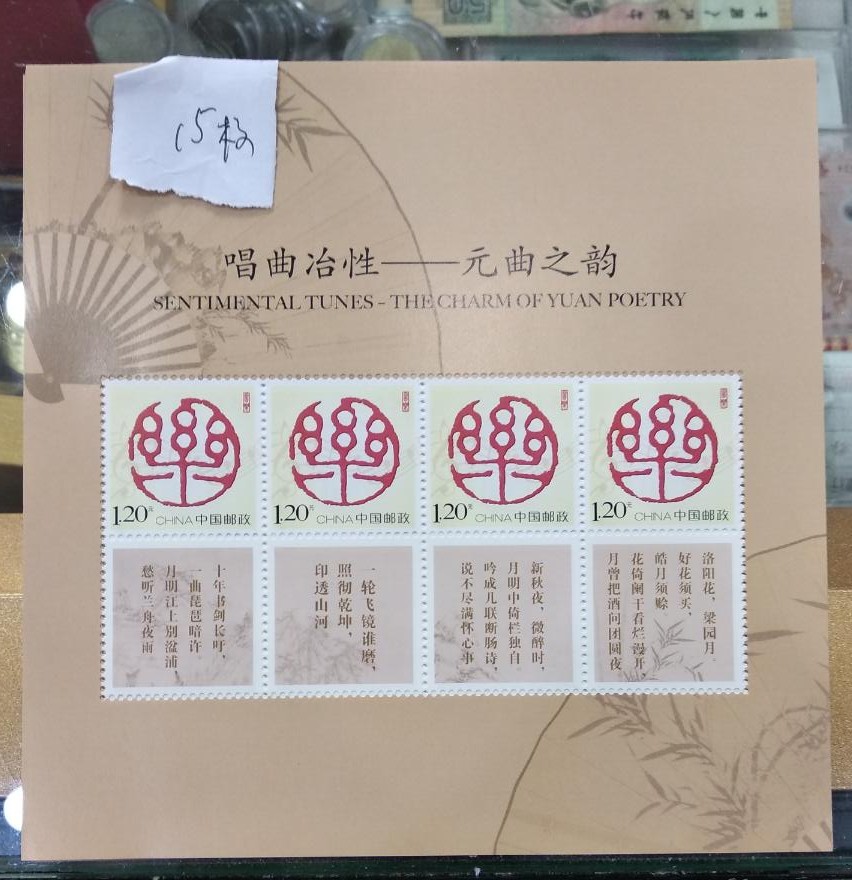 15枚
唱曲冶性——元曲之韵
SENTIMENTAL TUNES - THE CHARM OF YUAN POETRY
樂
1.20元 CHINA 中国邮政
樂
1.20元 CHINA 中国邮政
樂
1.20元 CHINA 中国邮政
樂
1.20元 CHINA 中国邮政
十年书剑长吁，
一曲琵琶暗许
月明江上别湓浦
愁听兰舟夜雨
一轮飞镜谁磨，
照彻乾坤，
印透山河。
新秋夜，微醉时，
月明中倚栏独自。
吟成几联断肠诗，
说不尽满怀心事
洛阳花，梁园月。
好花须买，
皓月须赊
花倚阑干看烂漫开，
月曾把酒问团圆夜